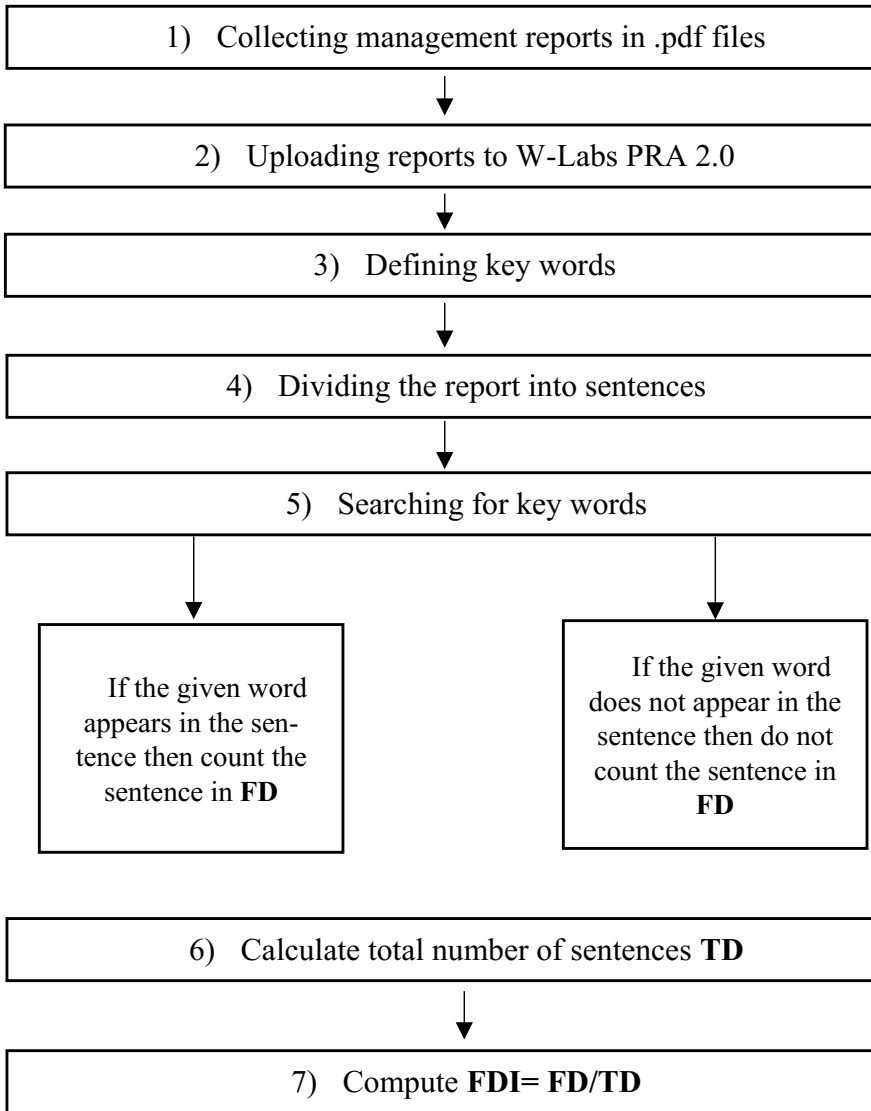 1) Collecting management reports in .pdf files
2) Uploading reports to W-Labs PRA 2.0
3) Defining key words
4) Dividing the report into sentences
5) Searching for key words
If the given word
appears in the sen-
tence then count the
sentence in FD
If the given word
does not appear in the
sentence then do not
count the sentence in
FD
6) Calculate total number of sentences TD
7) Compute FDI= FD/TD